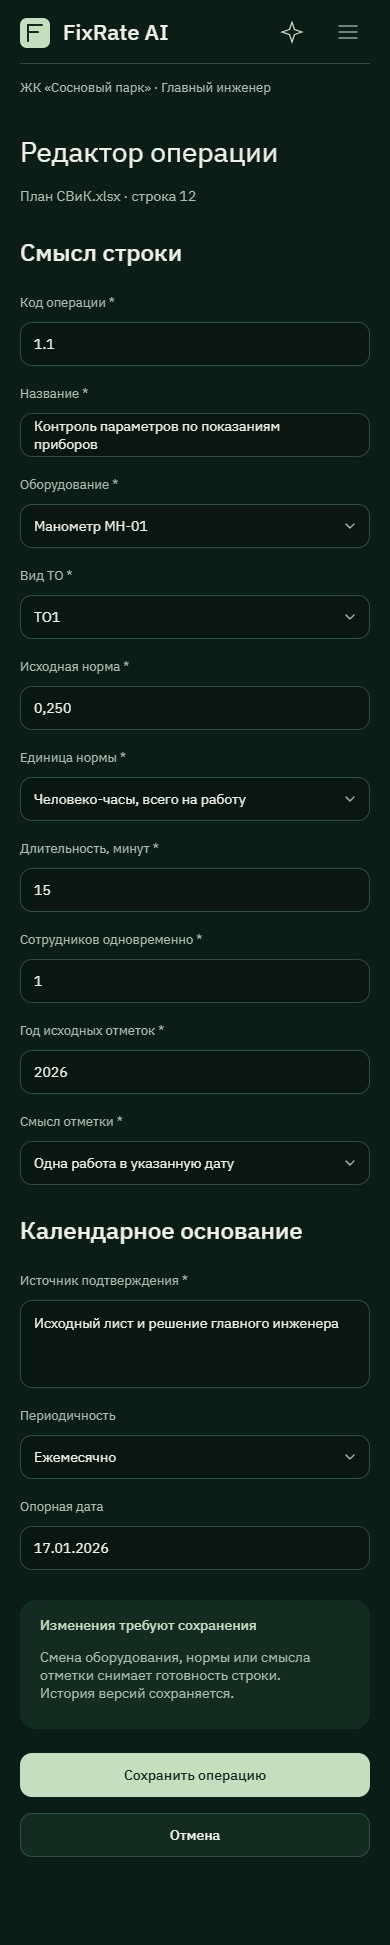 FixRate AI
ЖК «Сосновый парк» · Главный инженер
Редактор операции
План СВиК.xlsx · строка 12
Смысл строки
Код операции *
1.1
Название *
Контроль параметров по показаниям
приборов
Оборудование *
Манометр МН-01
Вид ТО *
ТО1
Исходная норма *
0,250
Единица нормы *
Человеко-часы, всего на работу
Длительность, минут *
15
Сотрудников одновременно *
1
Год исходных отметок *
2026
Смысл отметки *
Одна работа в указанную дату
Календарное основание
Источник подтверждения *
Исходный лист и решение главного инженера
Периодичность
Ежемесячно
Опорная дата
17.01.2026
Изменения требуют сохранения
Смена оборудования, нормы или смысла
отметки снимает готовность строки.
История версий сохраняется.
Сохранить операцию
Отмена